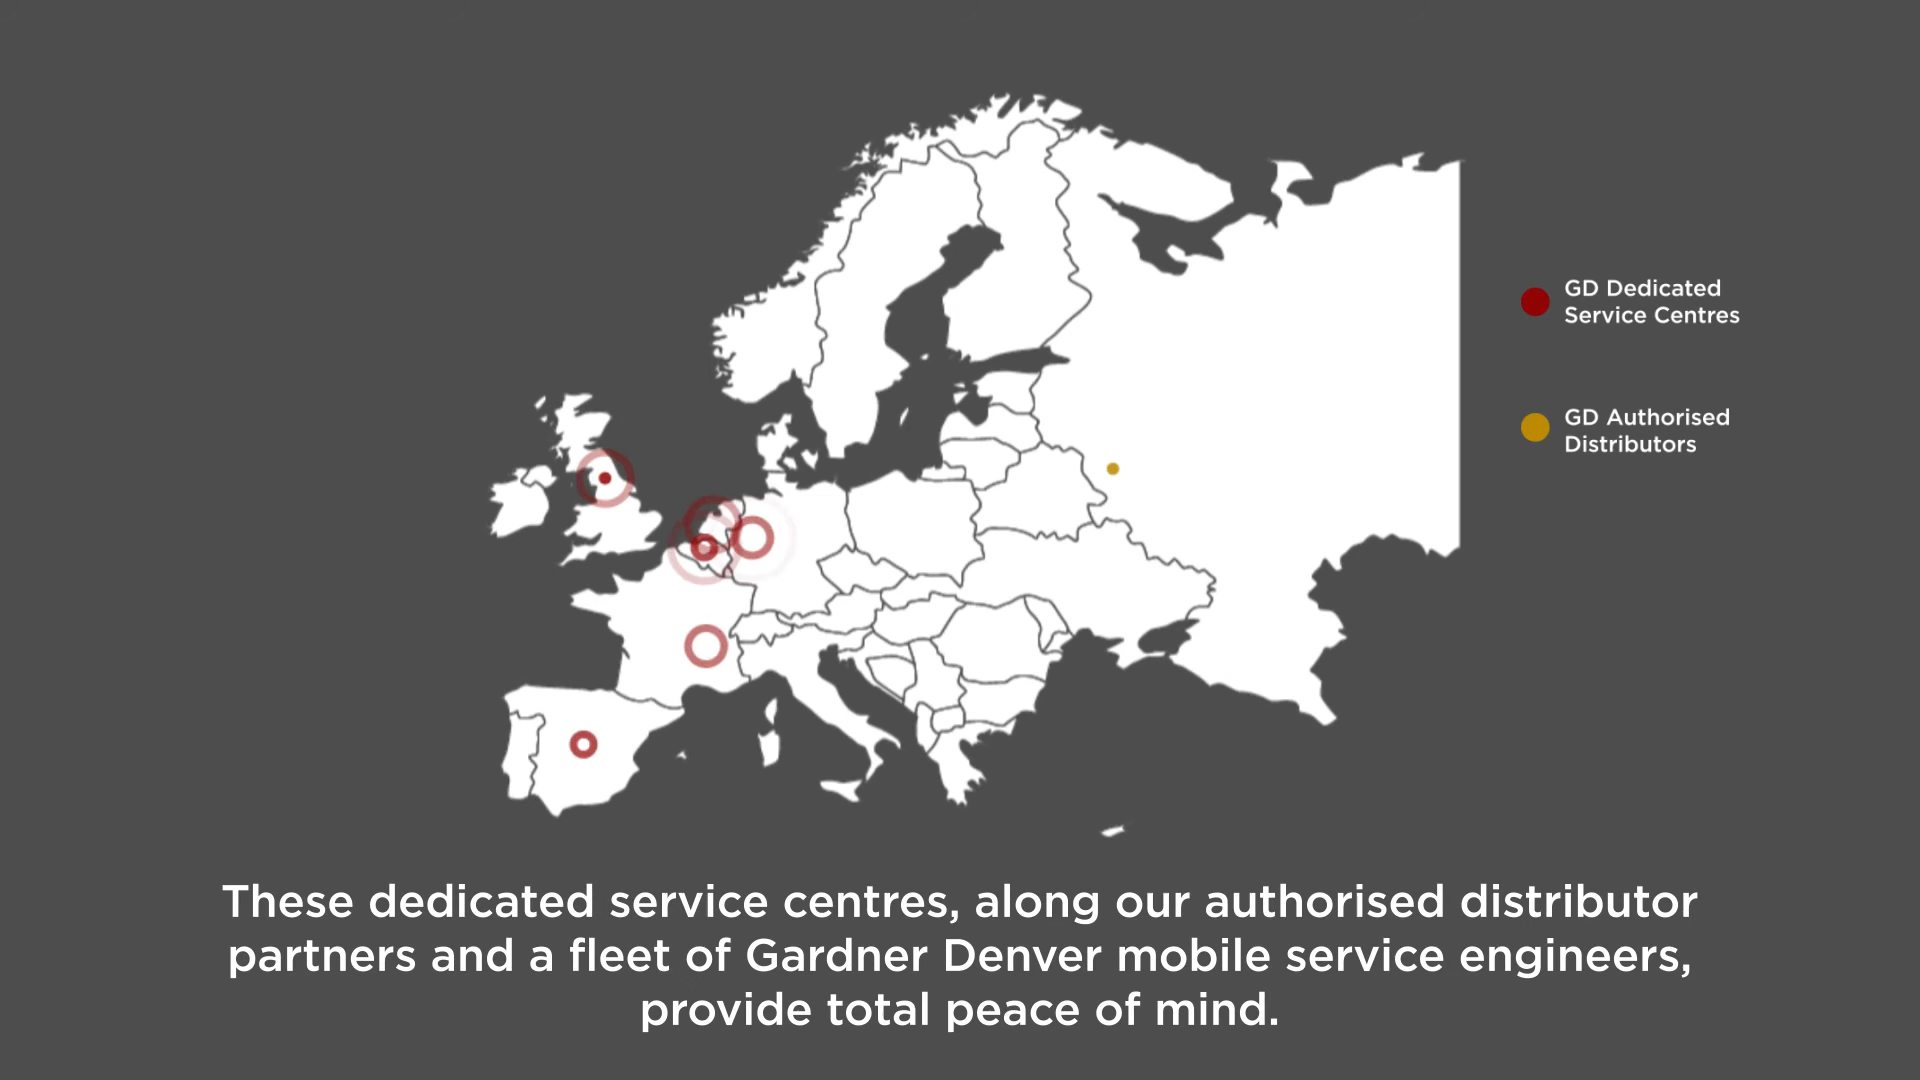 GD Dedicated
Service Centres
GD Authorised
Distributors
These dedicated service centres, along our authorised distributor
partners and a fleet of Gardner Denver mobile service engineers,
provide total peace of mind.